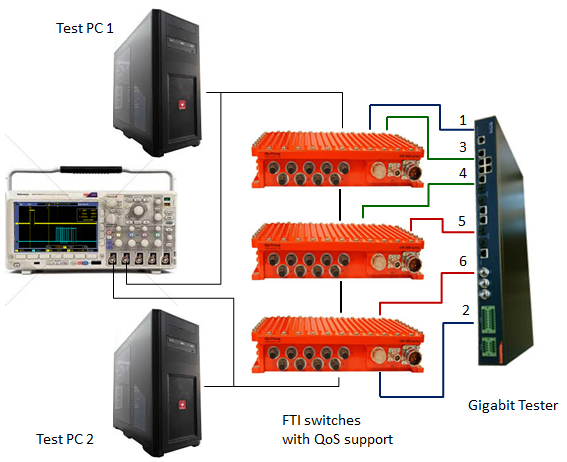 Test PC 1
1
3
4
5
6
2
Gigabit Tester
Test PC 2
FTI switches
with QoS support